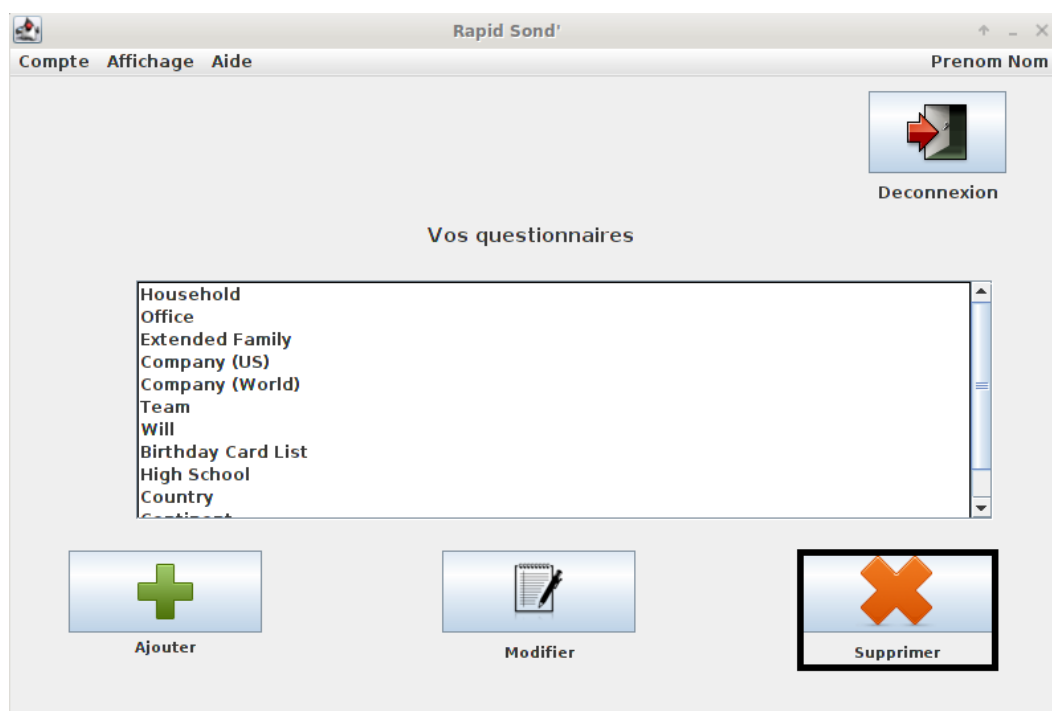 Rapid Sond'
Compte Affichage Aide Prenom Nom
Deconnexion
Vos questionnaires
Household
Office
Extended Family
Company (US)
Company (World)
Team
Will
Birthday Card List
High School
Country
Ajouter
Modifier
Supprimer